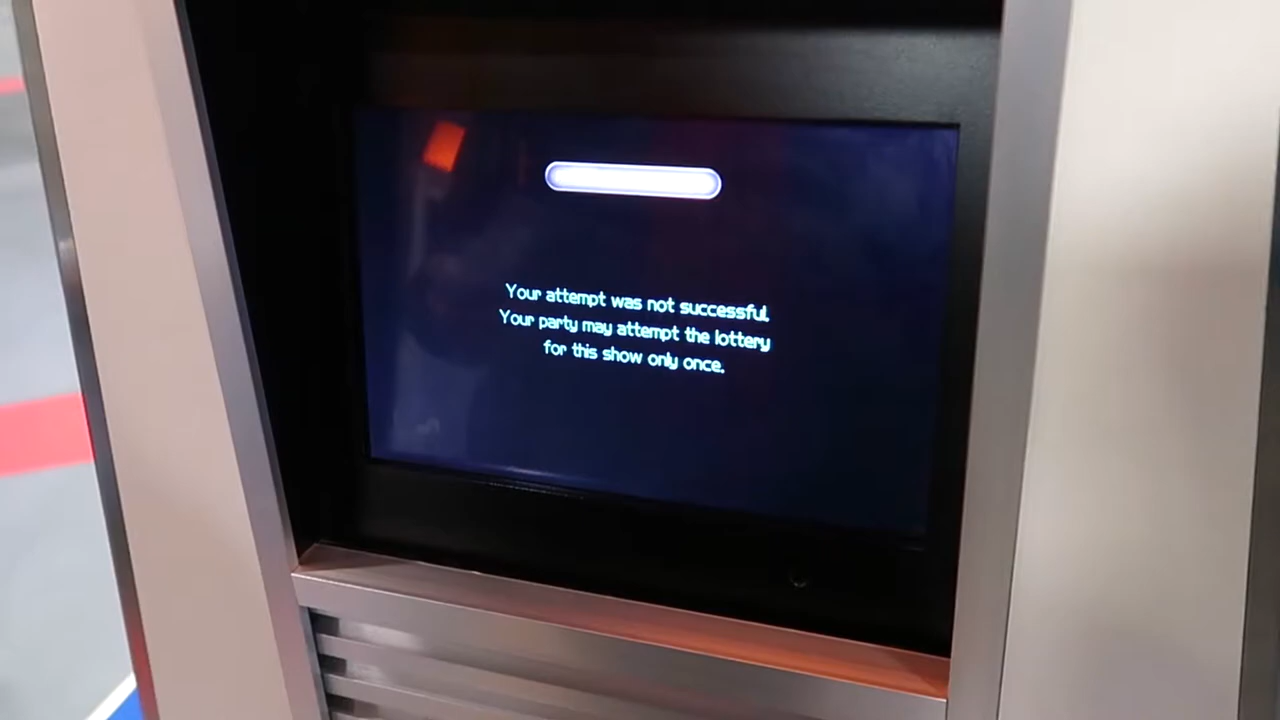 Your attempt was not successful.
Your party may attempt the lottery
for this show only once.